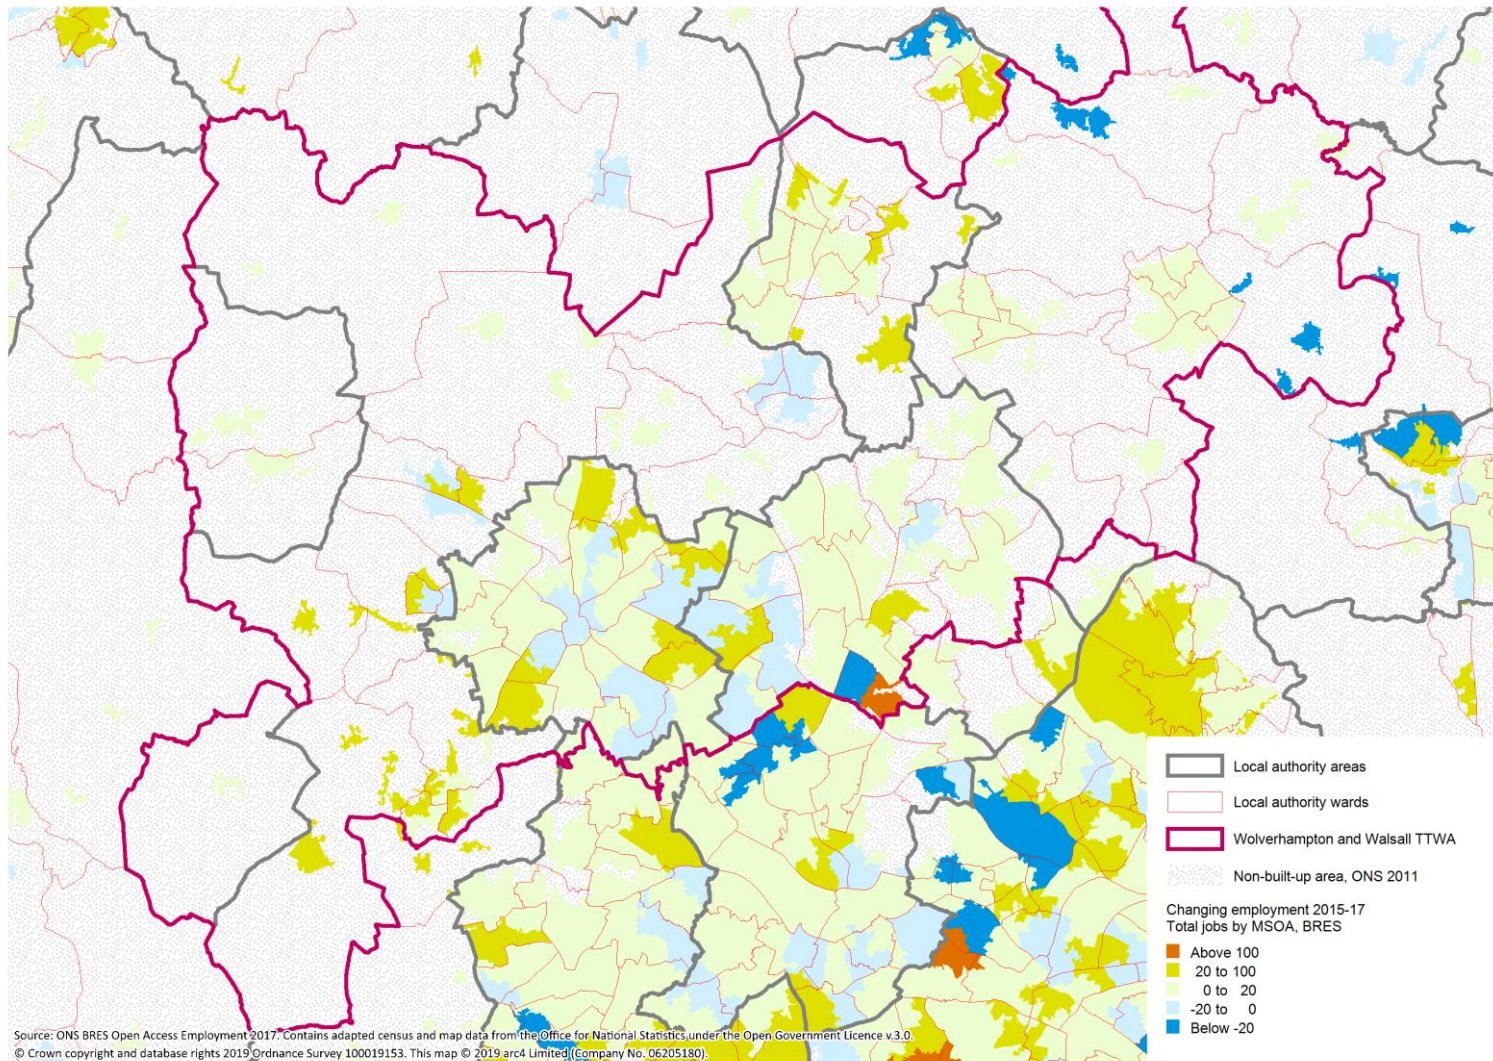 Local authority areas
Local authority wards
Wolverhampton and Walsall TTWA
Non-built-up area, ONS 2011
Changing employment 2015-17
Total jobs by MSOA, BRES
Above 100
20 to 100
0 to 20
-20 to 0
Below -20
Source: ONS BRES Open Access Employment 2017. Contains adapted census and map data from the Office for National Statistics under the Open Government Licence v.3.0.
© Crown copyright and database rights 2019 Ordnance Survey 100019153. This map © 2019 arc4 Limited (Company No. 06205180).